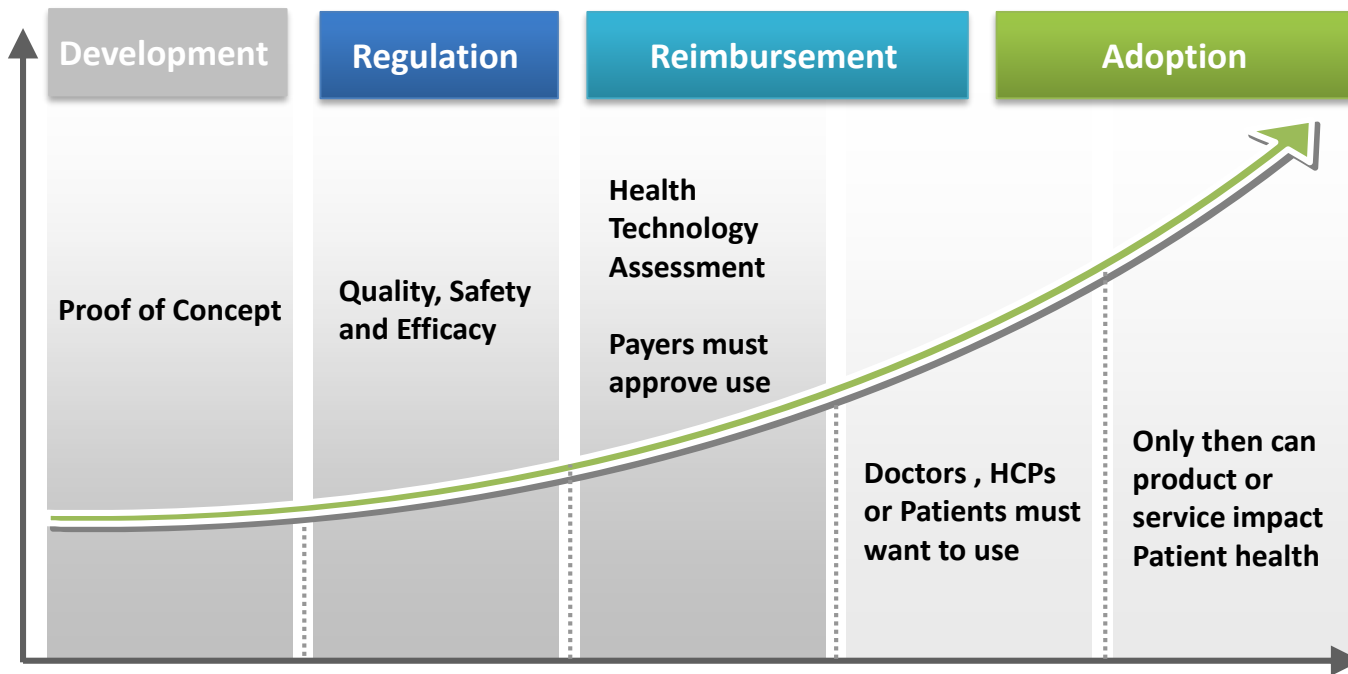 Development
Regulation
Reimbursement
Adoption
Proof of Concept
Quality, Safety
and Efficacy
Health
Technology
Assessment
Payers must
approve use
Doctors , HCPs
or Patients must
want to use
Only then can
product or
service impact
Patient health